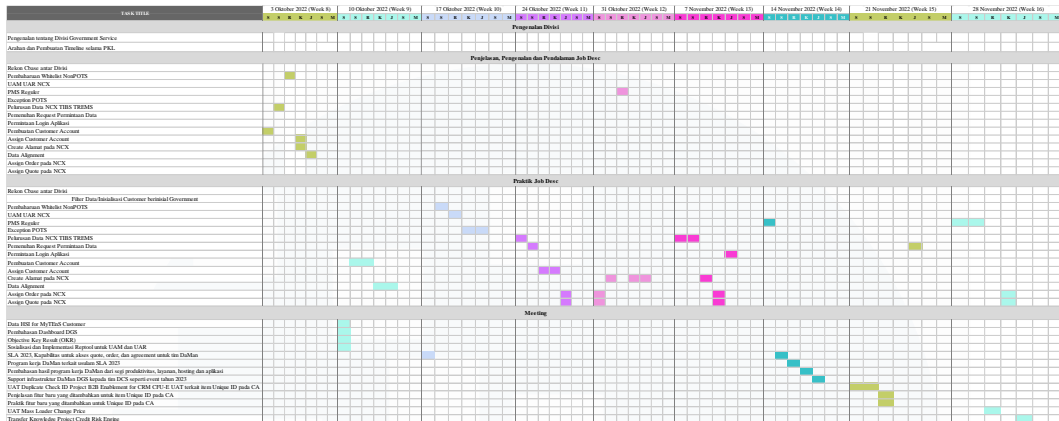 TASK TITLE
3 Oktober 2022 (Week 8)
10 Oktober 2022 (Week 9)
17 Oktober 2022 (Week 10)
24 Oktober 2022 (Week 11)
31 Oktober 2022 (Week 12)
7 November 2022 (Week 13)
14 November 2022 (Week 14)
21 November 2022 (Week 15)
28 November 2022 (Week 16)
S S R K J S M S S R K J S M S S R K J S M S S R K J S M S S R K J S M S S R K J S M S S R K J S M S S R K J S M S S R K J S M
Pengenalan Divisi
Pengenalan tentang Divisi Government Service
Arahan dan Pembuatan Timeline selama PKL
Penjelasan, Pengenalan dan Pendalaman Job Desc
Rekon Cbase antar Divisi
Pembaharuan Whitelist NonPOTS
UAM UAR NCX
PMS Reguler
Exception POTS
Pelurusan Data NCX TIBS TREMS
Pemenuhan Request Permintaan Data
Permintaan Login Aplikasi
Pembuatan Customer Account
Assign Customer Account
Create Alamat pada NCX
Data Alignment
Assign Order pada NCX
Assign Quote pada NCX
Praktik Job Desc
Rekon Cbase antar Divisi
Filter Data/Inisialisasi Customer berinisial Government
Pembaharuan Whitelist NonPOTS
UAM UAR NCX
PMS Reguler
Exception POTS
Pelurusan Data NCX TIBS TREMS
Pemenuhan Request Permintaan Data
Permintaan Login Aplikasi
Pembuatan Customer Account
Assign Customer Account
Create Alamat pada NCX
Data Alignment
Assign Order pada NCX
Assign Quote pada NCX
Meeting
Data HSI for MyTEnS Customer
Pembahasan Dashboard DGS
Objective Key Result (OKR)
Sosialisasi dan Implementasi Reptool untuk UAM dan UAR
SLA 2023, Kapabilitas untuk akses quote, order, dan agreement untuk tim DaMan
Program kerja DaMan terkait usulan SLA 2023
Pembahasan hasil program kerja DaMan dari segi produktivitas, layanan, hosting dan aplikasi
Support infrastruktur DaMan DGS kepada tim DCS seperti event tahun 2023
UAT Duplicate Check ID Project B2B Enablement for CRM CPU-E UAT terkait item Unique ID pada CA
Penjelasan fitur baru yang ditambahkan untuk item Unique ID pada CA
Praktik fitur baru yang ditambahkan untuk Unique ID pada CA
UAT Mass Loader Change Price
Transfer Knowledge Project Credit Risk Engine